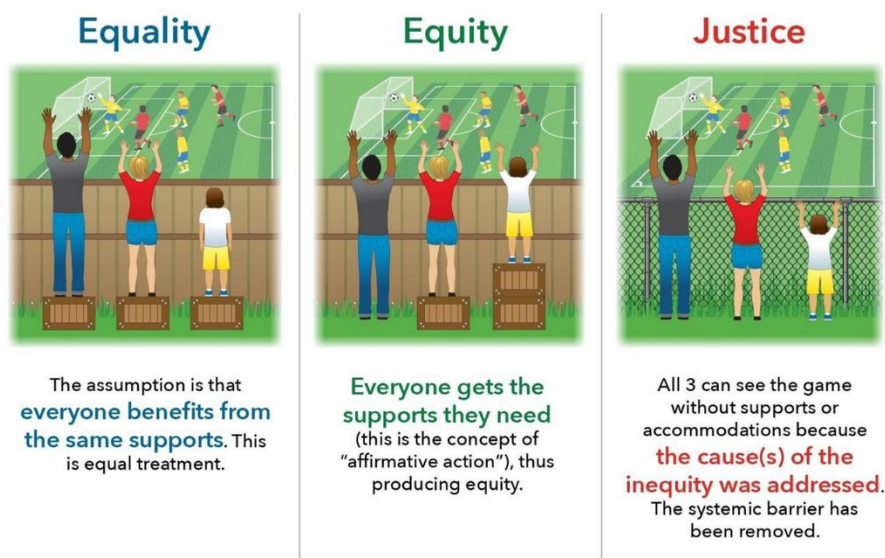 Equality
The assumption is that
everyone benefits from
the same supports. This
is equal treatment.
Equity
Everyone gets the
supports they need
(this is the concept of
“affirmative action”), thus
producing equity.
Justice
All 3 can see the game
without supports or
accommodations because
the cause(s) of the
inequity was addressed.
The systemic barrier has
been removed.